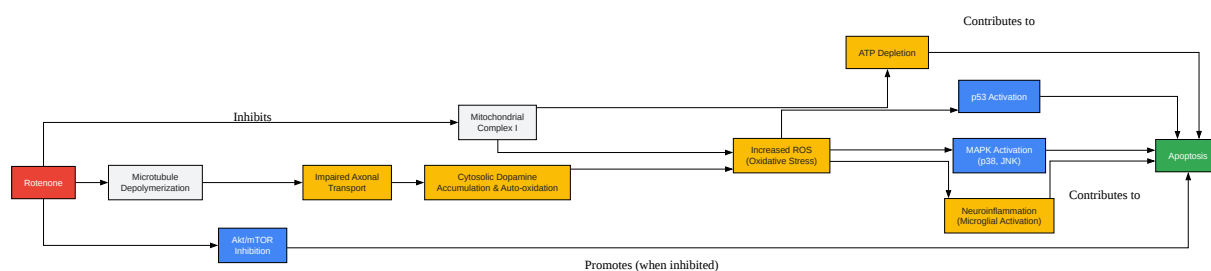 Contributes to
ATP Depletion
p53 Activation
Inhibits
Mitochondrial
Complex I
Increased ROS
(Oxidative Stress)
MAPK Activation
(p38, JNK)
Apoptosis
Rotenone
Microtubule
Depolymerization
Impaired Axonal
Transport
Cytosolic Dopamine
Accumulation & Auto-oxidation
Contributes to
Neuroinflammation
(Microglial Activation)
Akt/mTOR
Inhibition
Promotes (when inhibited)